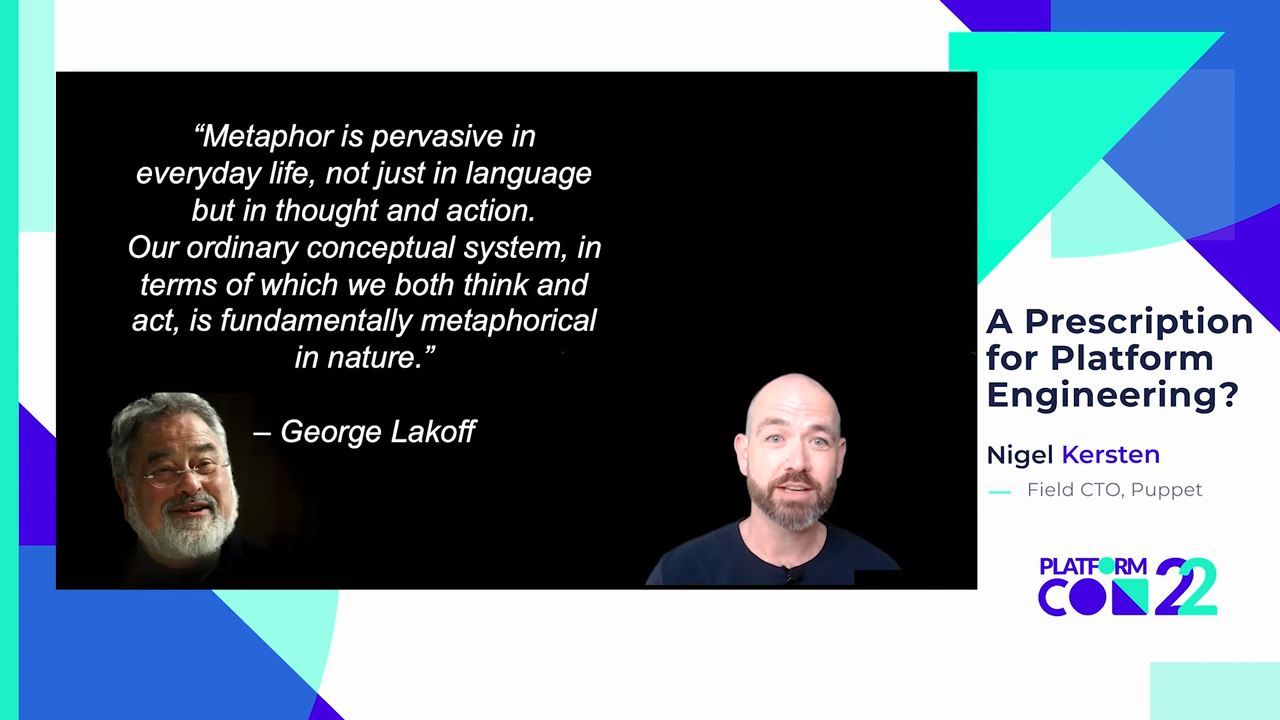 “Metaphor is pervasive in
everyday life, not just in language
but in thought and action.
Our ordinary conceptual system, in
terms of which we both think and
act, is fundamentally metaphorical
in nature.”
– George Lakoff
A Prescription
for Platform
Engineering?
Nigel Kersten
Field CTO, Puppet
PLATFORM
CON 22